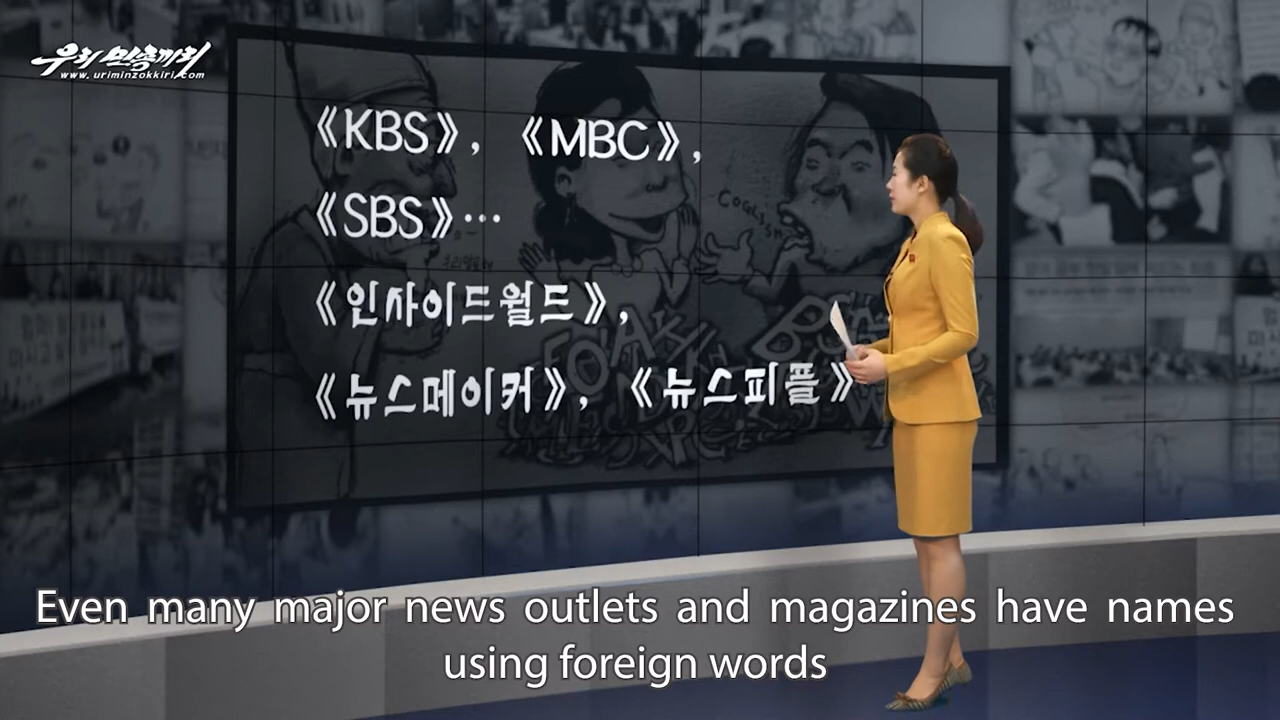 우리민족끼리
www.uriminzokkiri.com
《KBS》, 《MBC》,
《SBS》…
《인사이드월드》,
《뉴스메이커》, 《뉴스피플》
Even many major news outlets and magazines have names
using foreign words